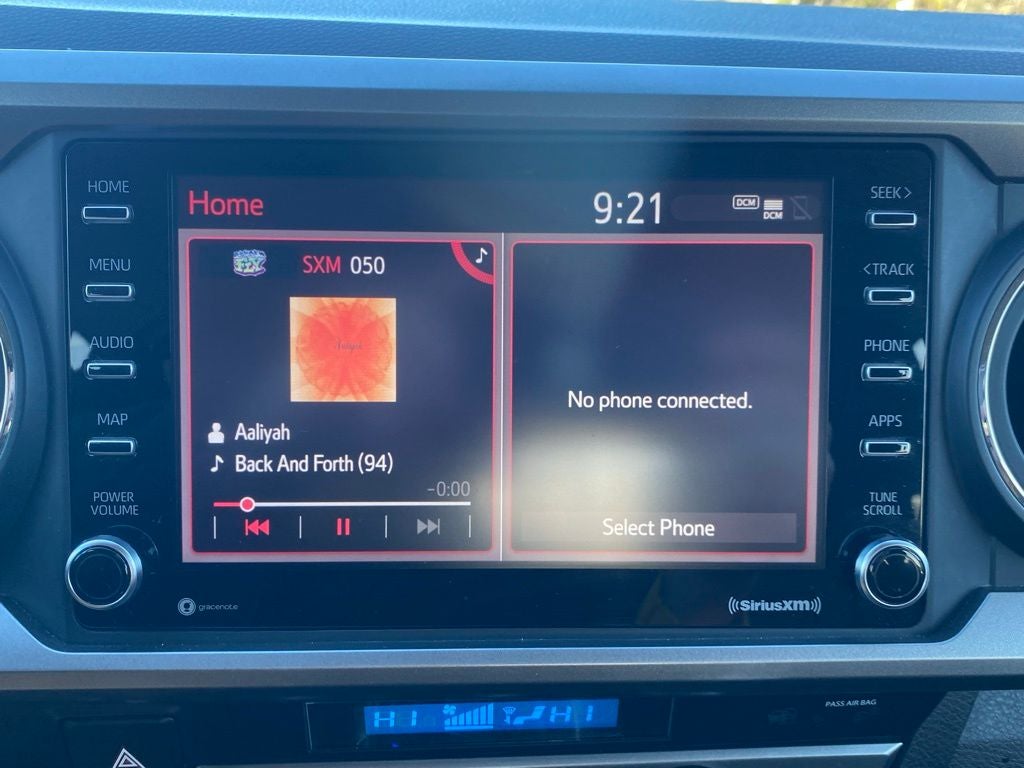 HOME
MENU
AUDIO
MAP
POWER
VOLUME
Home
9:21
DCM
DCM
SXM 050
Aaliyah
Back And Forth (94)
-0:00
No phone connected.
Select Phone
SEEK >
< TRACK
PHONE
APPS
TUNE
SCROLL
gracenote
((SiriusXM))
HI HI
PASS AIR BAG